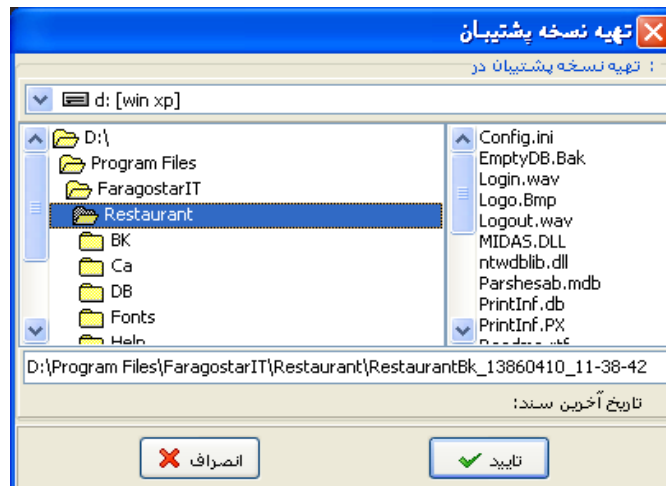 تهیه نسخه پشتیبان
تهیه نسخه پشتیبان در :
d: [win xp]
D:\
Program Files
FaragostarIT
Restaurant
BK
Ca
DB
Fonts
Help
Config.ini
EmptyDB.Bak
Login.wav
Logo.Bmp
Logout.wav
MIDAS.DLL
ntwdblib.dll
Parshesab.mdb
PrintInf.db
PrintInf.PX
D:\Program Files\FaragostarIT\Restaurant\RestaurantBk_13860410_11-38-42
تاریخ آخرین سند:
تایید
انصراف